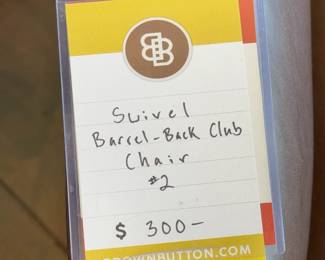 Swivel
Barrel-Back Club
Chair
#2
$ 300-
BROWNBUTTON.COM